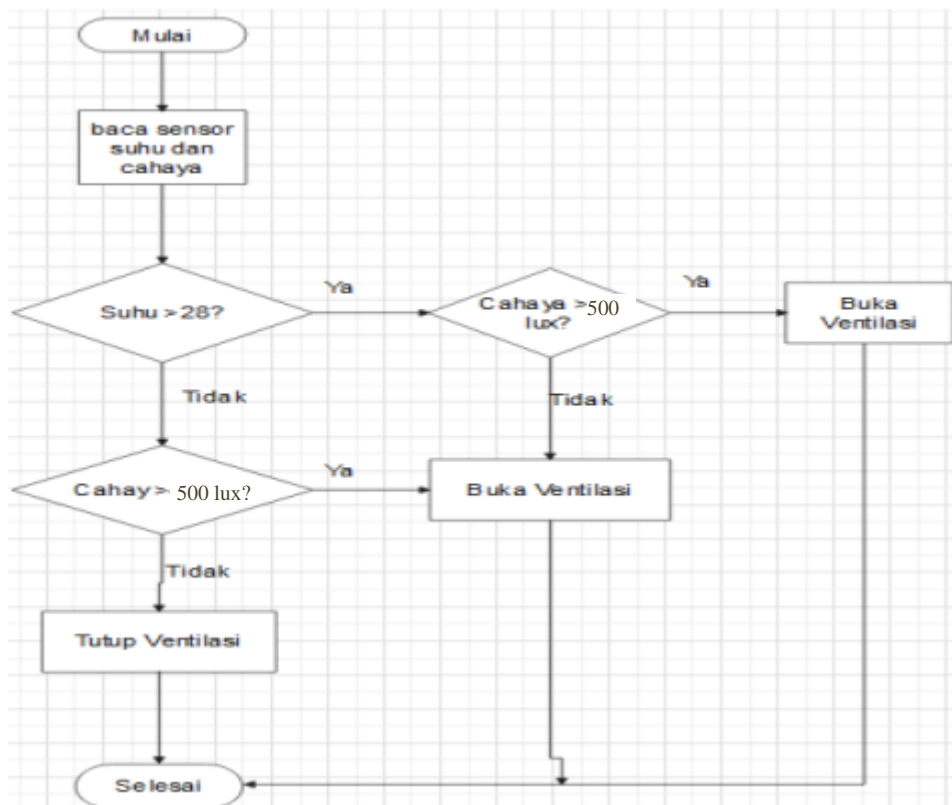 Mulai
baca sensor
suhu dan
cahaya
Suhu >28?
Ya
Cahaya >500
lux?
Ya
Buka
Ventilasi
Tidak
Tidak
Cahay> 500 lux?
Ya
Buka Ventilasi
Tidak
Tutup Ventilasi
Selesai